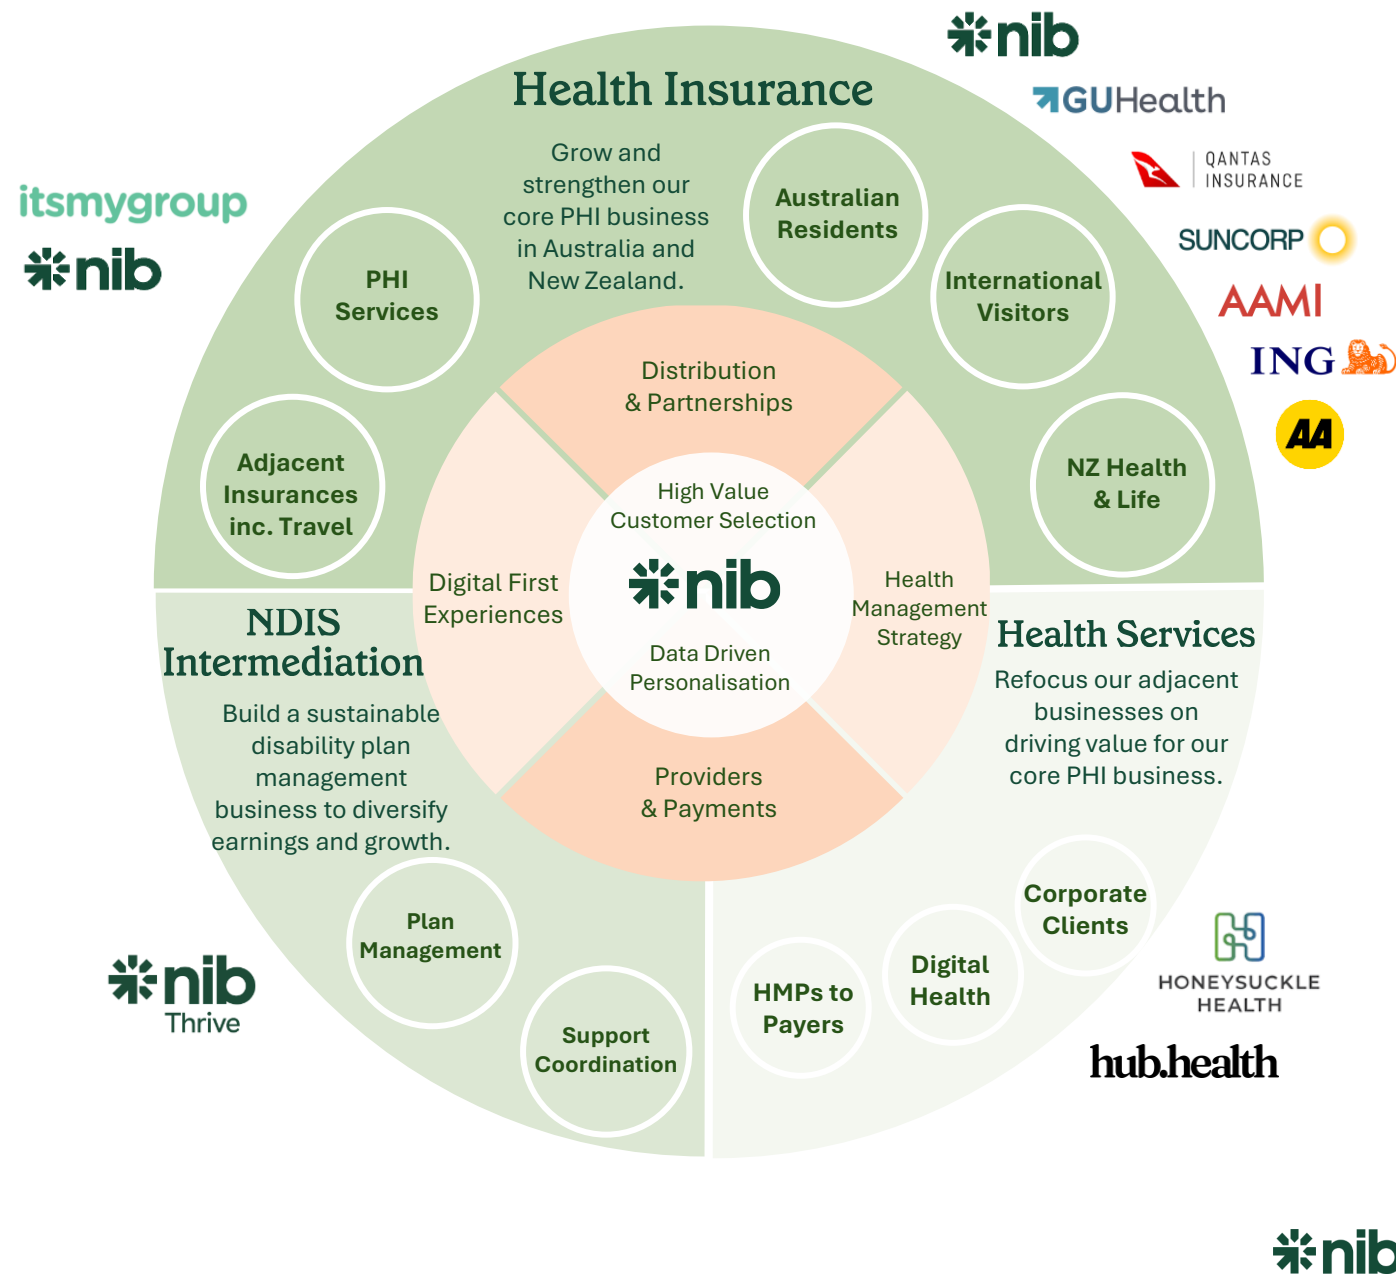 nib
GUHealth
QANTAS
INSURANCE
SUNCORP
AAMI
ING
AA
itsmygroup
nib
Health Insurance
Grow and
strengthen our
core PHI business
in Australia and
New Zealand.
Australian
Residents
International
Visitors
NZ Health
& Life
PHI
Services
Adjacent
Insurances
inc. Travel
Distribution
& Partnerships
High Value
Customer Selection
nib
Data Driven
Personalisation
Digital First
Experiences
Health
Management
Strategy
Providers
& Payments
NDIS
Intermediation
Build a sustainable
disability plan
management
business to diversify
earnings and growth.
Plan
Management
Support
Coordination
nib
Thrive
Health Services
Refocus our adjacent
businesses on
driving value for our
core PHI business.
Corporate
Clients
Digital
Health
HMPs to
Payers
HONEYSUCKLE
HEALTH
hub.health
nib